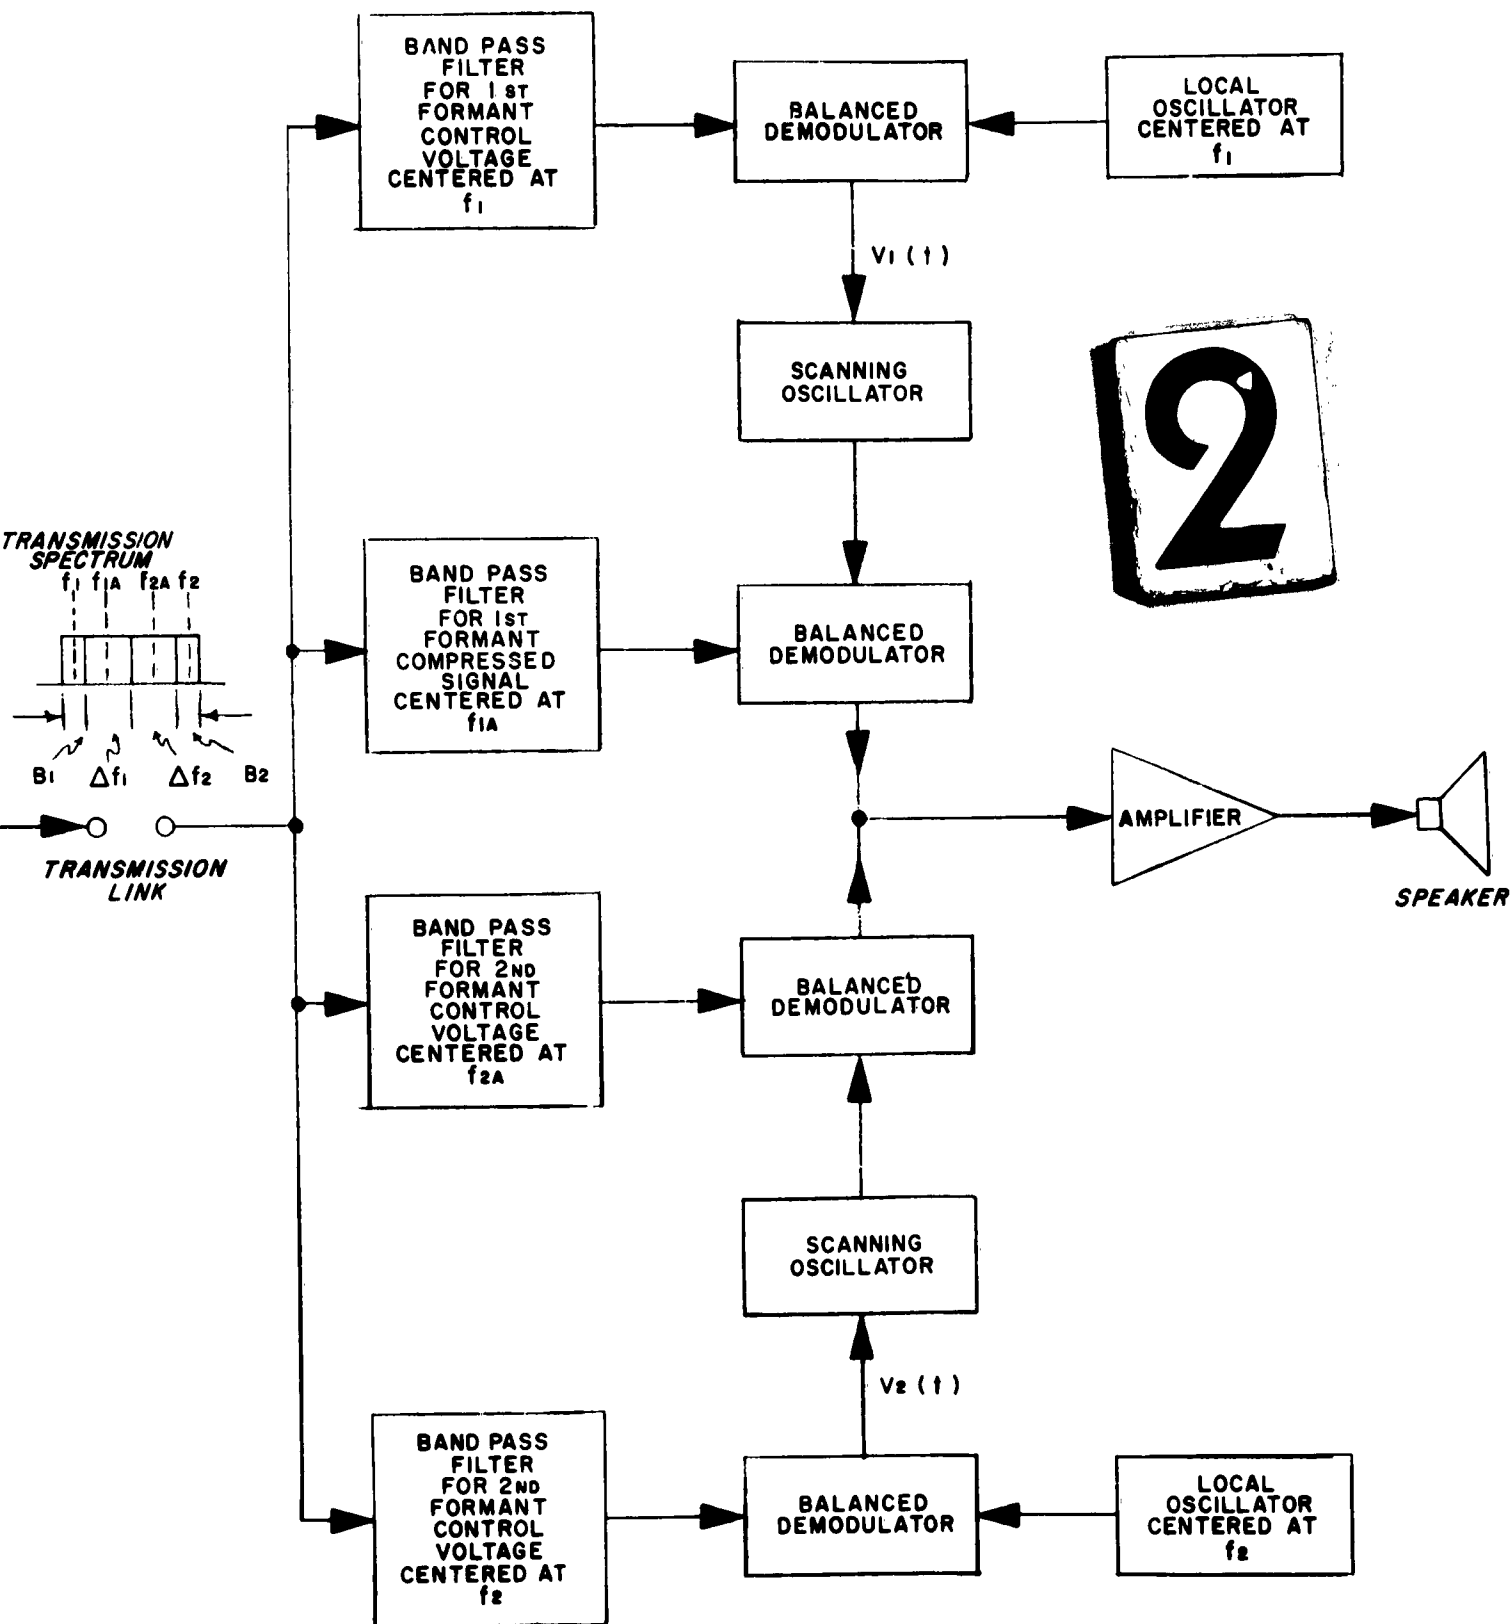 BAND PASS
FILTER
FOR 1ST
FORMANT
CONTROL
VOLTAGE
CENTERED AT
f1
BALANCED
DEMODULATOR
LOCAL
OSCILLATOR
CENTERED AT
f1
V1 (t)
SCANNING
OSCILLATOR
2
TRANSMISSION
SPECTRUM
f1 f1A f2A f2
B1 Δf1 Δf2 B2
TRANSMISSION
LINK
BAND PASS
FILTER
FOR 1ST
FORMANT
COMPRESSED
SIGNAL
CENTERED AT
f1A
BALANCED
DEMODULATOR
AMPLIFIER
SPEAKER
BAND PASS
FILTER
FOR 2ND
FORMANT
CONTROL
VOLTAGE
CENTERED AT
f2A
BALANCED
DEMODULATOR
SCANNING
OSCILLATOR
V2 (t)
BAND PASS
FILTER
FOR 2ND
FORMANT
CONTROL
VOLTAGE
CENTERED AT
f2
BALANCED
DEMODULATOR
LOCAL
OSCILLATOR
CENTERED AT
f2